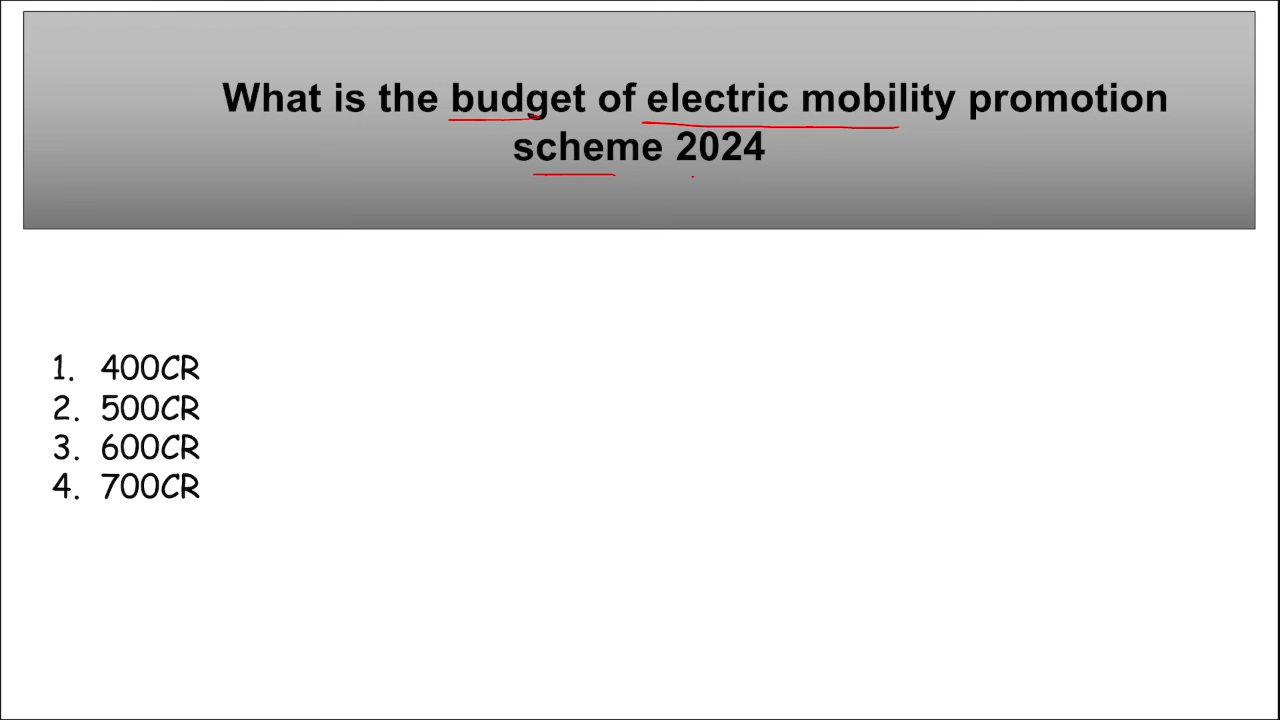 What is the budget of electric mobility promotion
scheme 2024
1. 400CR
2. 500CR
3. 600CR
4. 700CR